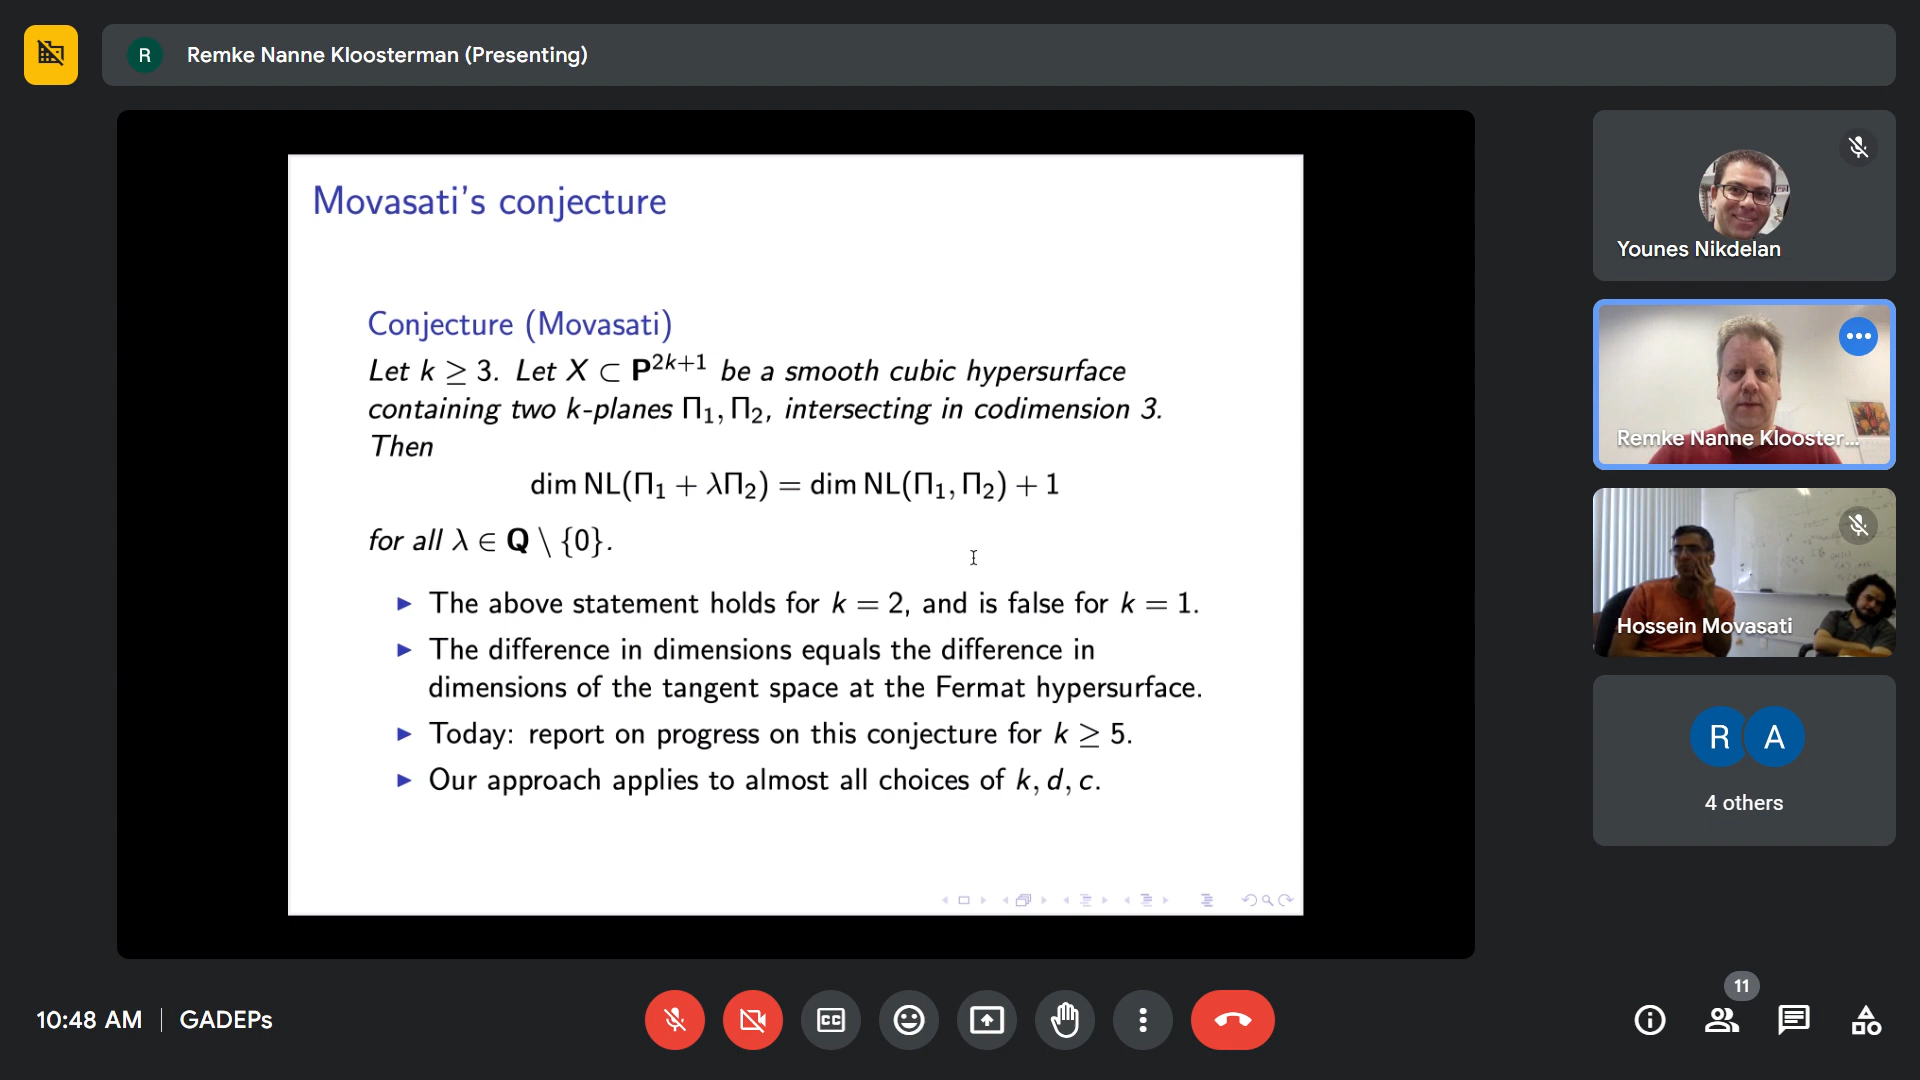 R
Remke Nanne Kloosterman (Presenting)
Movasati's conjecture
Conjecture (Movasati)
Let k ≥ 3. Let X ⊂ P^{2k+1} be a smooth cubic hypersurface
containing two k-planes Π₁, Π₂, intersecting in codimension 3.
Then
dim NL(Π₁ + λΠ₂) = dim NL(Π₁, Π₂) + 1
for all λ ∈ Q \ {0}.
► The above statement holds for k = 2, and is false for k = 1.
► The difference in dimensions equals the difference in
dimensions of the tangent space at the Fermat hypersurface.
► Today: report on progress on this conjecture for k ≥ 5.
► Our approach applies to almost all choices of k, d, c.
Younes Nikdelan
Remke Nanne Klooster...
Hossein Movasati
R A
4 others
10:48 AM | GADEPs
CC
11